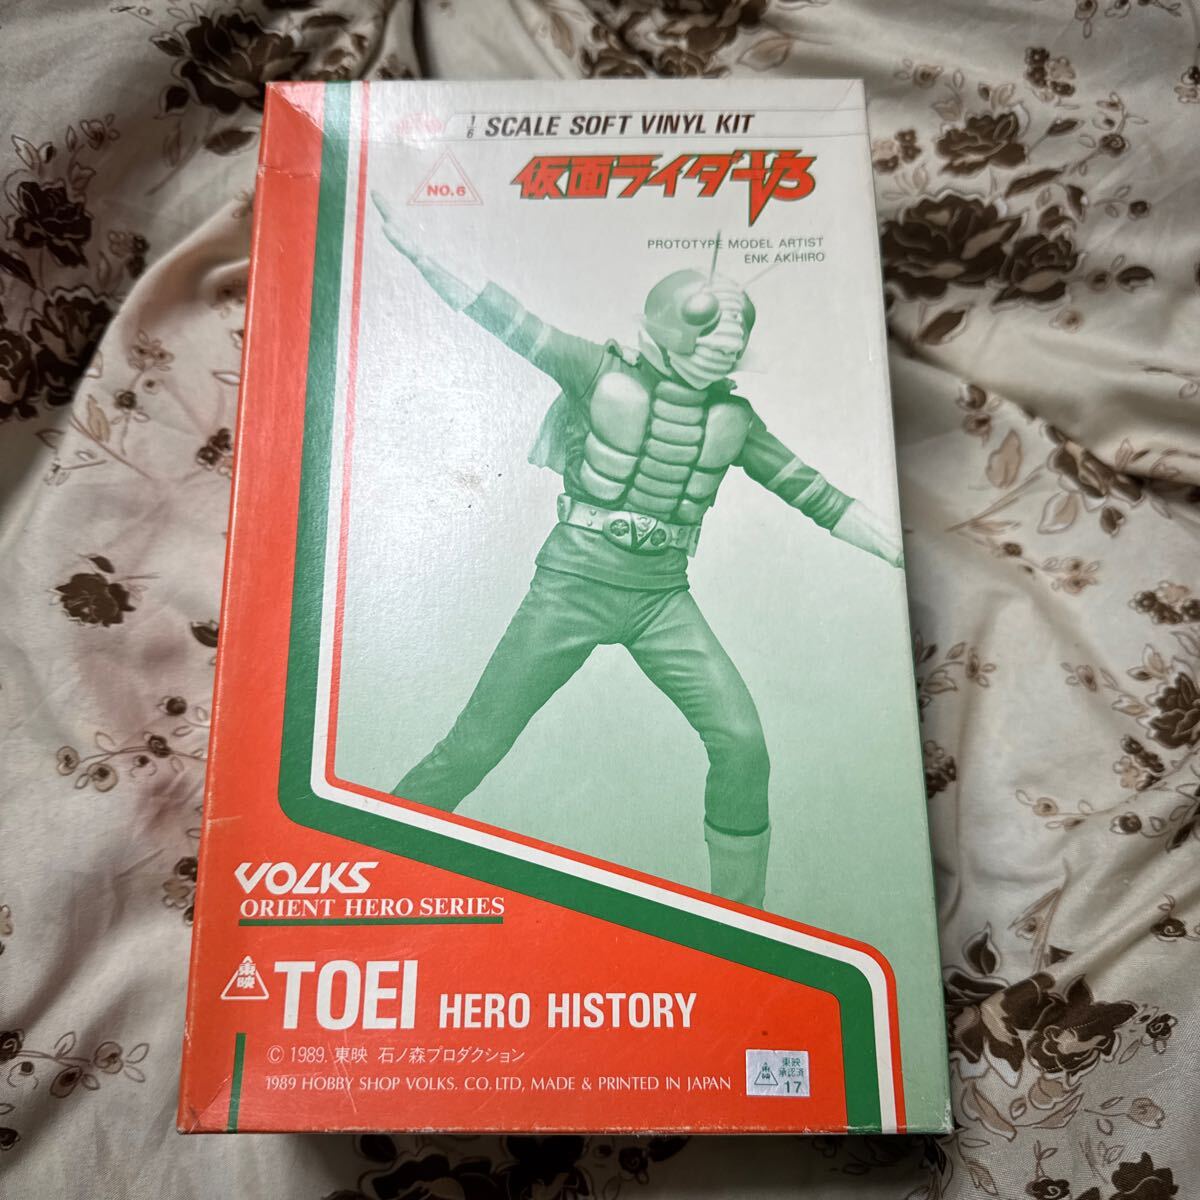 1/6 SCALE SOFT VINYL KIT
NO.6
仮面ライダーV3
PROTOTYPE MODEL ARTIST
ENK AKIHIRO
VOLKS
ORIENT HERO SERIES
東映
TOEI HERO HISTORY
© 1989. 東映 石ノ森プロダクション
1989 HOBBY SHOP VOLKS. CO. LTD, MADE & PRINTED IN JAPAN
東映
東映
承認済
17